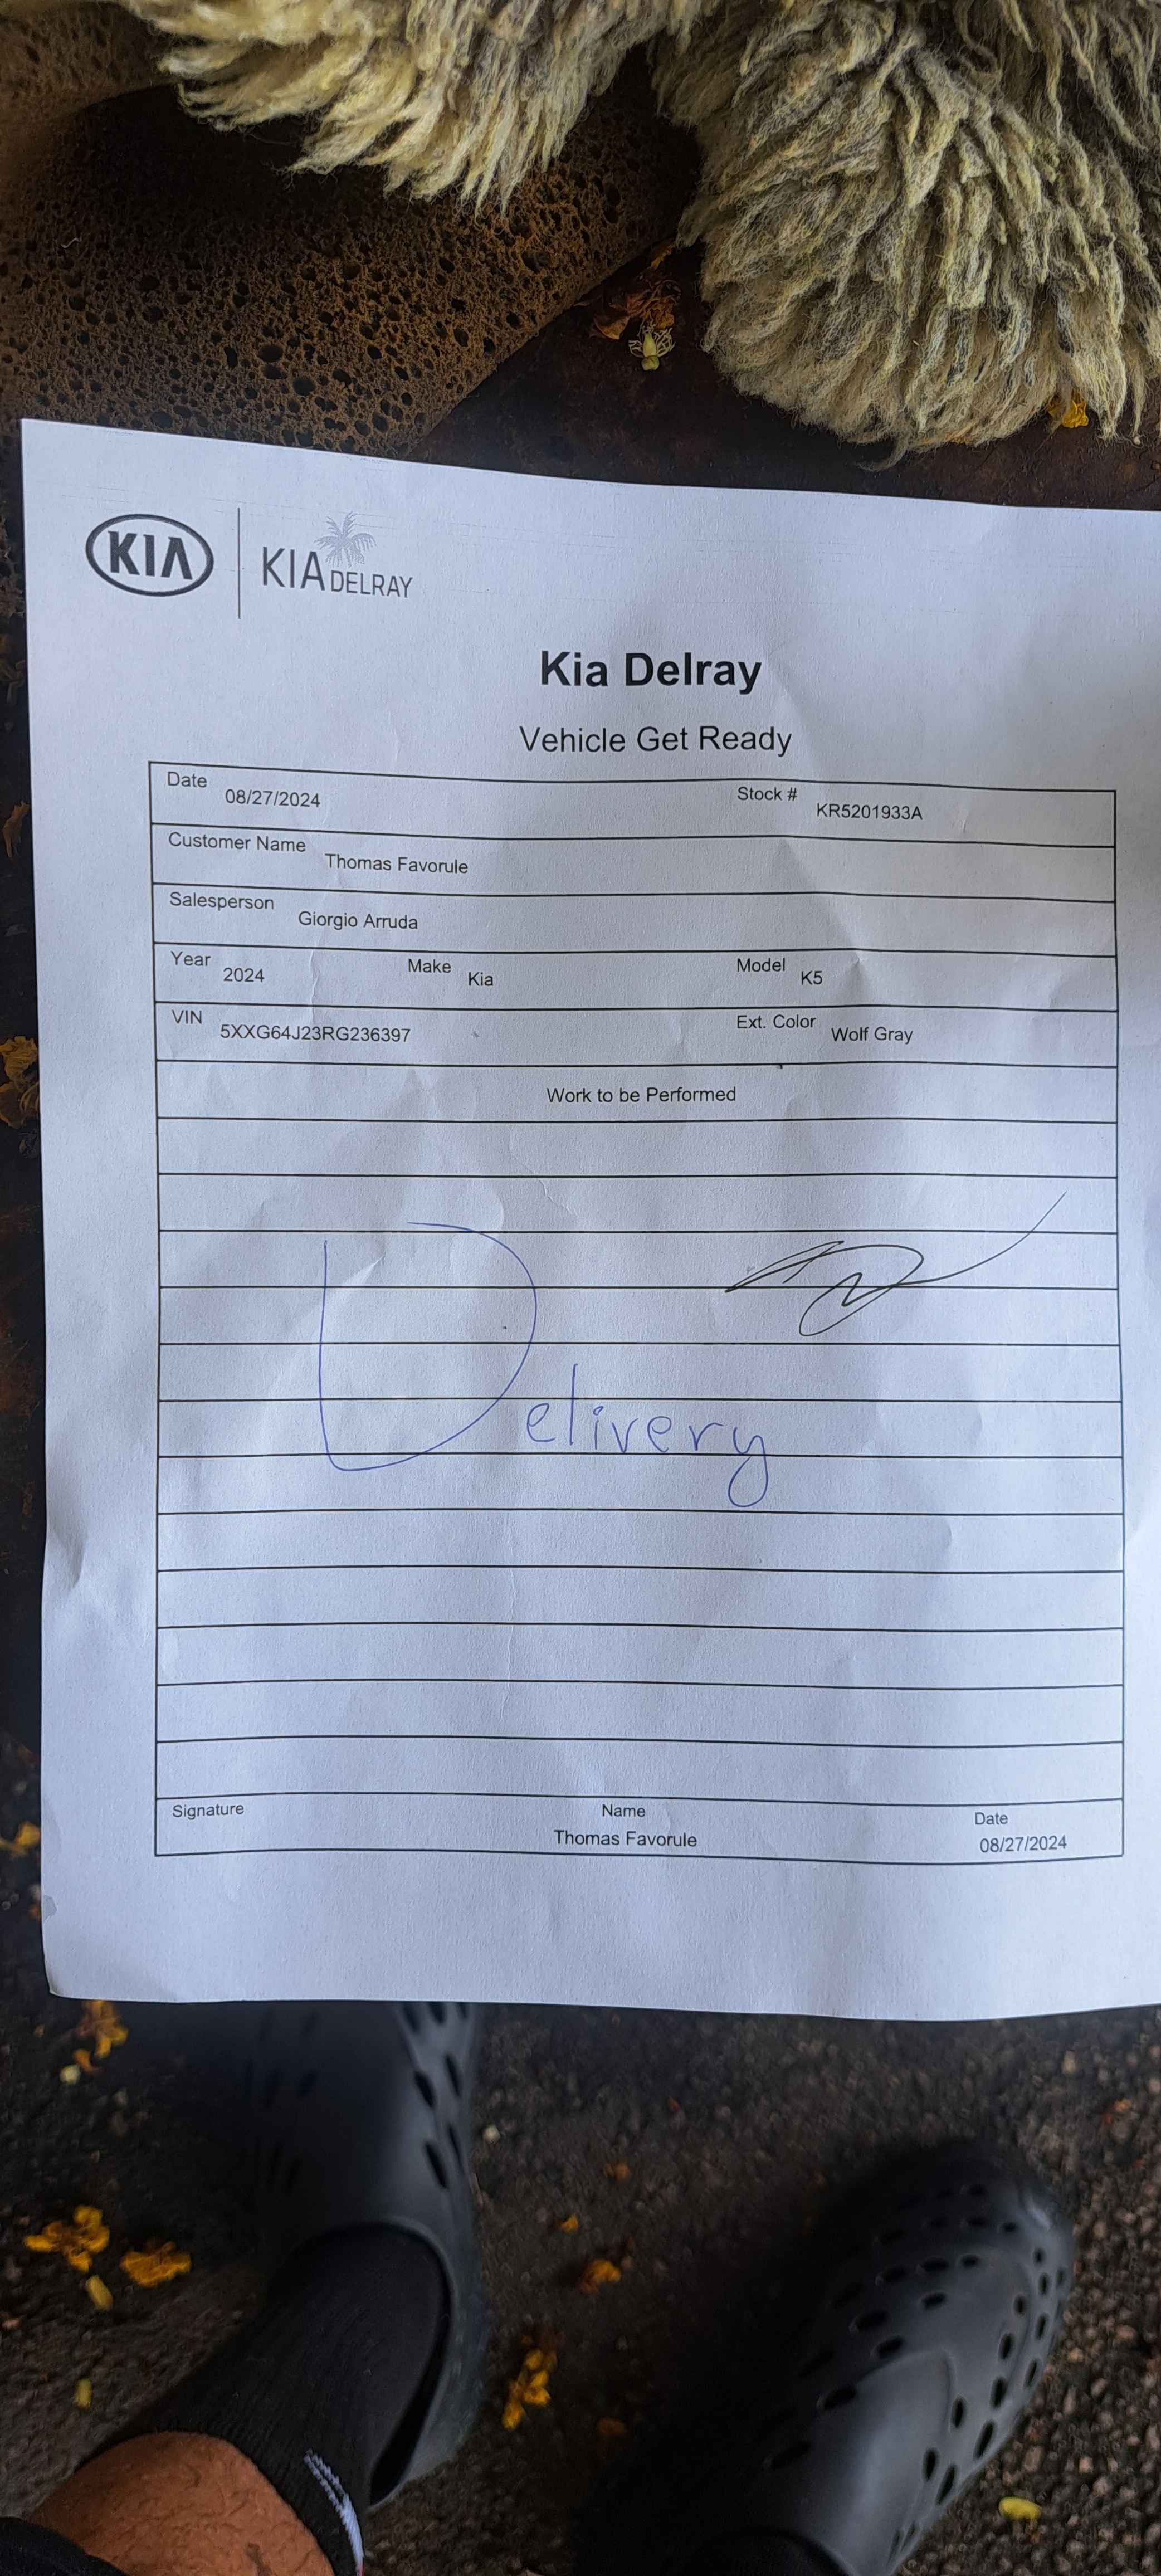 KIA KIA DELRAY
Kia Delray
Vehicle Get Ready
Date 08/27/2024 Stock # KR5201933A
Customer Name Thomas Favorule
Salesperson Giorgio Arruda
Year 2024 Make Kia Model K5
VIN 5XXG64J23RG236397 Ext. Color Wolf Gray
Work to be Performed
Delivery
Signature Name Date
Thomas Favorule 08/27/2024